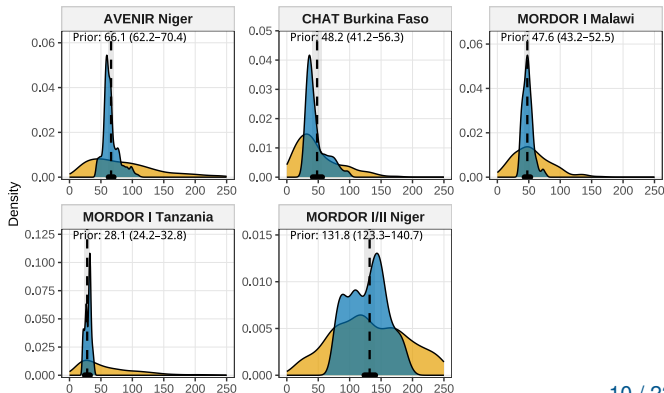 AVENIR Niger
CHAT Burkina Faso
MORDOR I Malawi
Prior: 66.1 (62.2–70.4)
Prior: 48.2 (41.2–56.3)
Prior: 47.6 (43.2–52.5)
0.06
0.04
0.02
0.00
0.05
0.04
0.03
0.02
0.01
0.00
0.06
0.04
0.02
0.00
0 50 100 150 200 250
0 50 100 150 200 250
0 50 100 150 200 250
Density
MORDOR I Tanzania
MORDOR I/II Niger
Prior: 28.1 (24.2–32.8)
Prior: 131.8 (123.3–140.7)
0.125
0.100
0.075
0.050
0.025
0.000
0.015
0.010
0.005
0.000
0 50 100 150 200 250
0 50 100 150 200 250